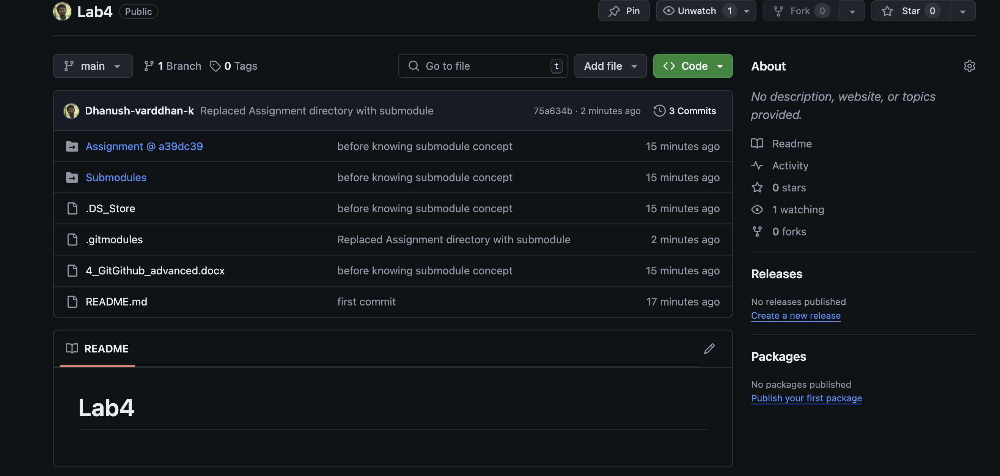 Lab4 Public Pin Unwatch 1 Fork 0 Star 0
main 1 Branch 0 Tags Go to file t Add file Code
Dhanush-varddhan-k Replaced Assignment directory with submodule 75a634b · 2 minutes ago 3 Commits
Assignment @ a39dc39 before knowing submodule concept 15 minutes ago
Submodules before knowing submodule concept 15 minutes ago
.DS_Store before knowing submodule concept 15 minutes ago
.gitmodules Replaced Assignment directory with submodule 2 minutes ago
4_GitGithub_advanced.docx before knowing submodule concept 15 minutes ago
README.md first commit 17 minutes ago
README
Lab4
About
No description, website, or topics
provided.
Readme
Activity
0 stars
1 watching
0 forks
Releases
No releases published
Create a new release
Packages
No packages published
Publish your first package